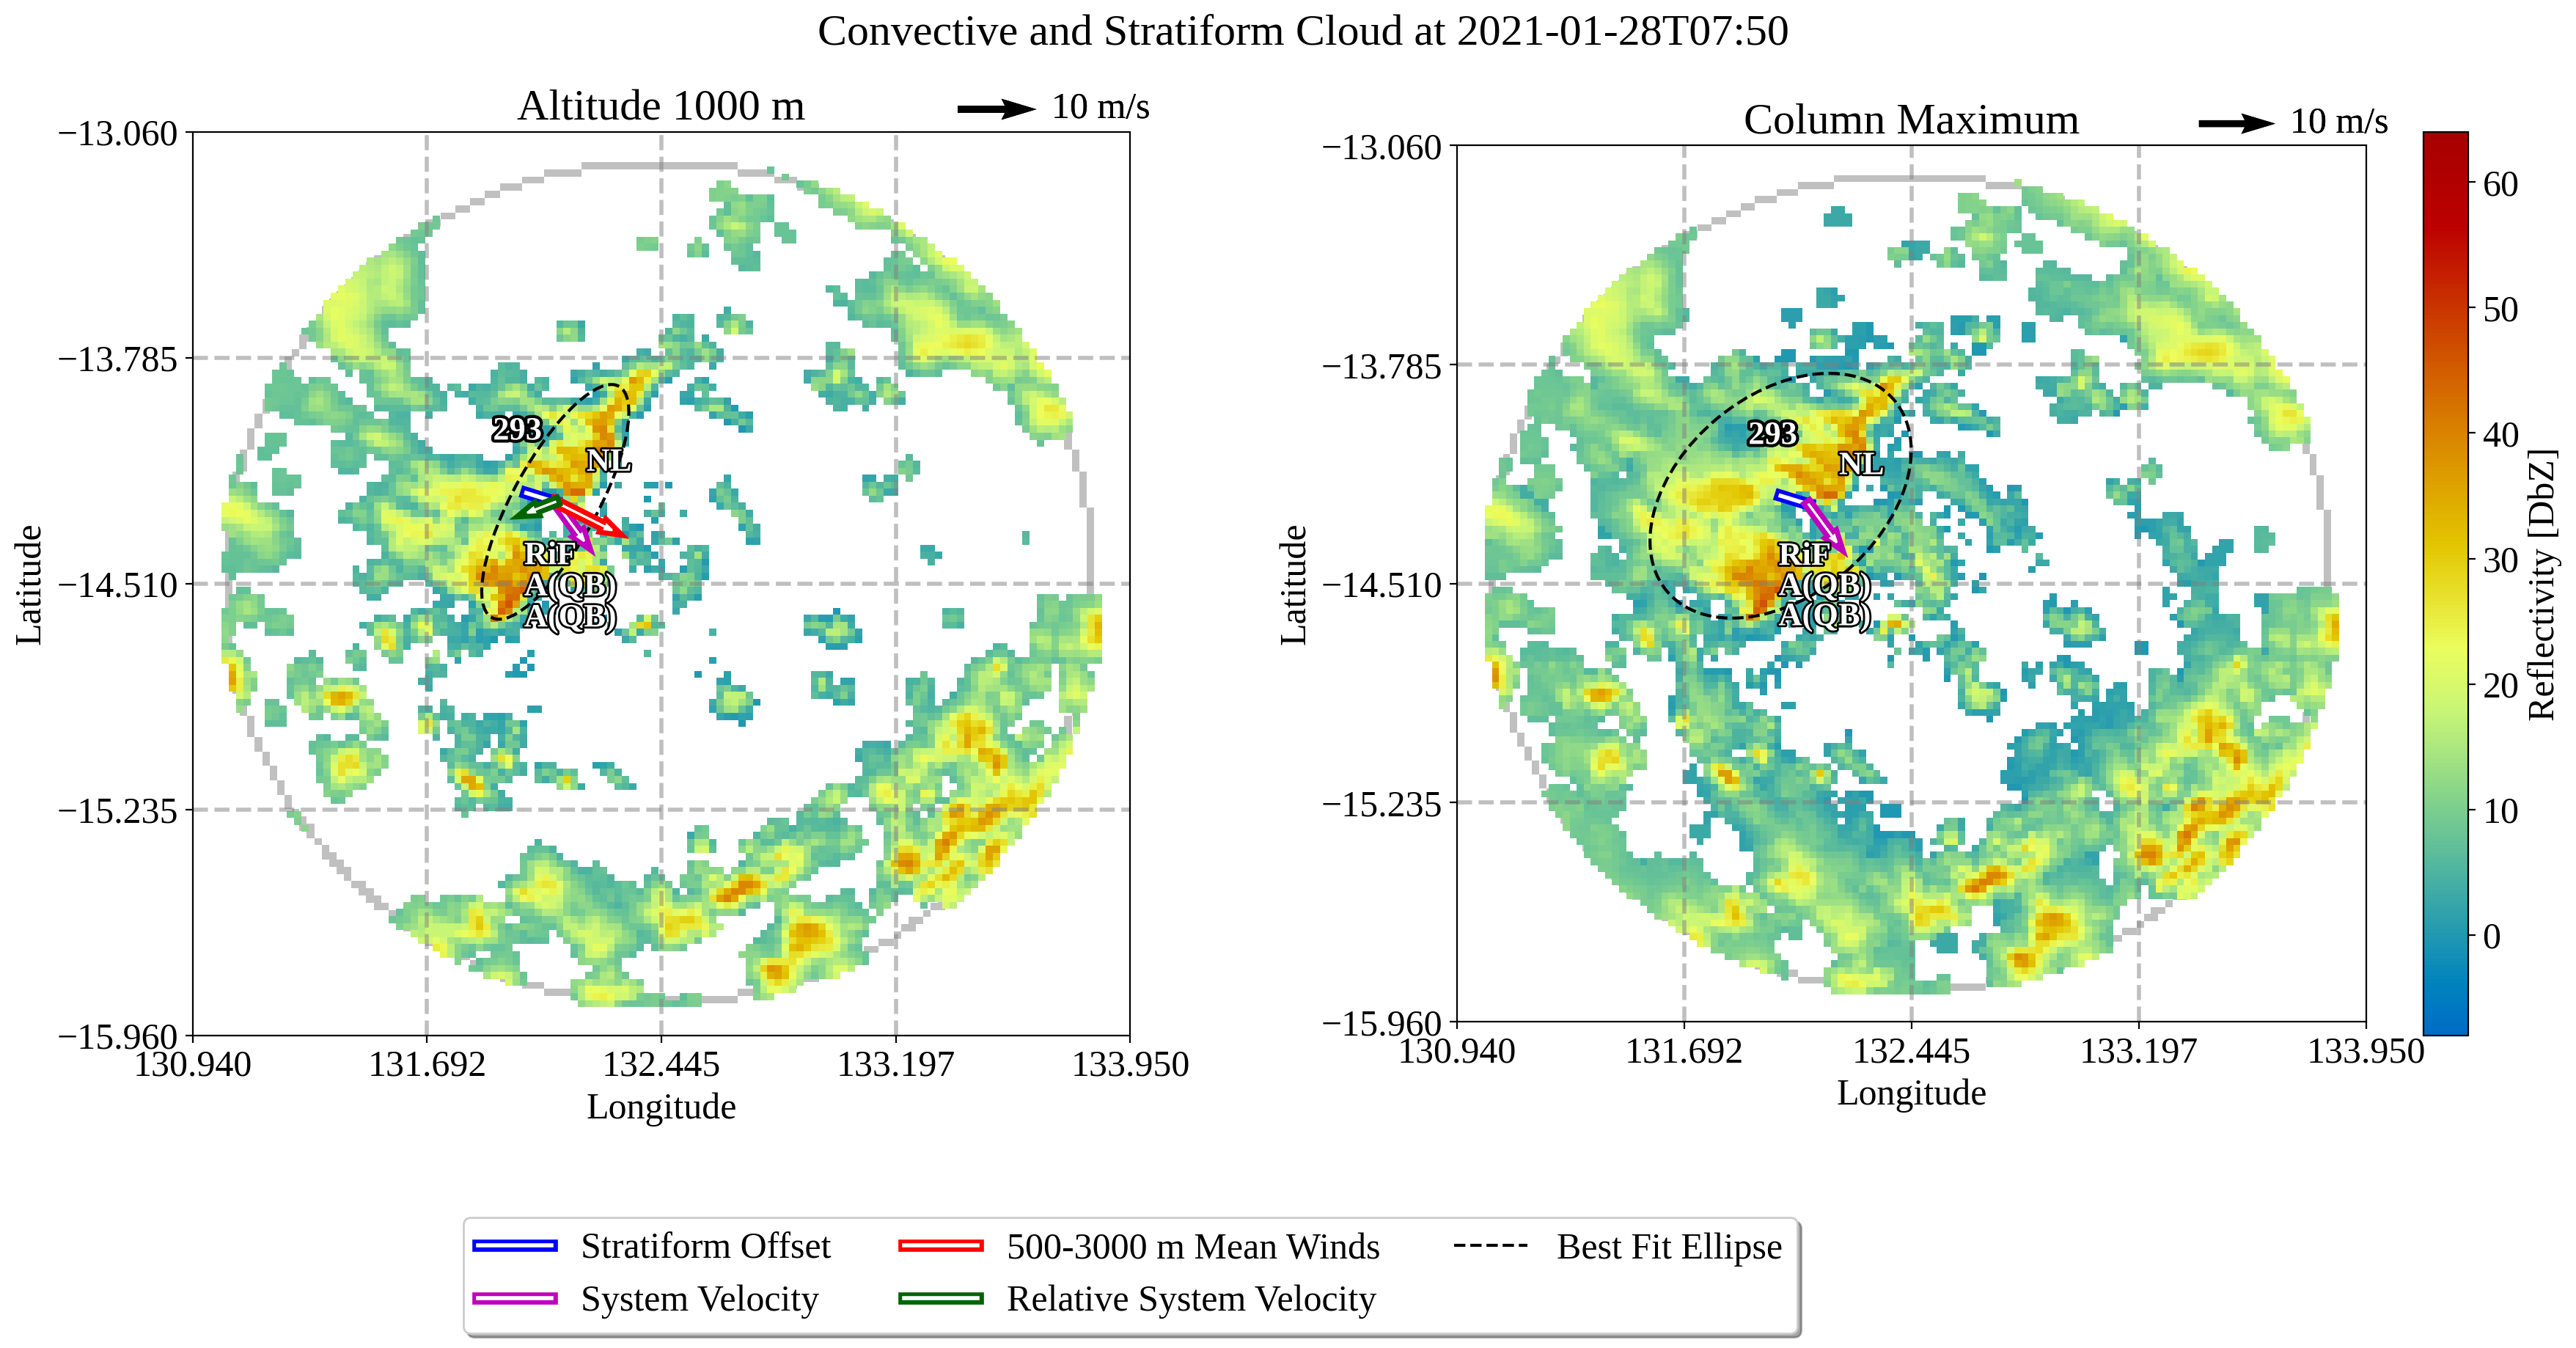 Convective and Stratiform Cloud at 2021-01-28T07:50
Altitude 1000 m
10 m/s
−13.060
−13.785
−14.510
−15.235
−15.960
Latitude
130.940
131.692
132.445
133.197
133.950
Longitude
293
NL
RiF
A(QB)
A(QB)
Column Maximum
10 m/s
−13.060
−13.785
−14.510
−15.235
−15.960
Latitude
130.940
131.692
132.445
133.197
133.950
Longitude
293
NL
RiF
A(QB)
A(QB)
60
50
40
30
20
10
0
Reflectivity [DbZ]
Stratiform Offset
System Velocity
500-3000 m Mean Winds
Relative System Velocity
Best Fit Ellipse